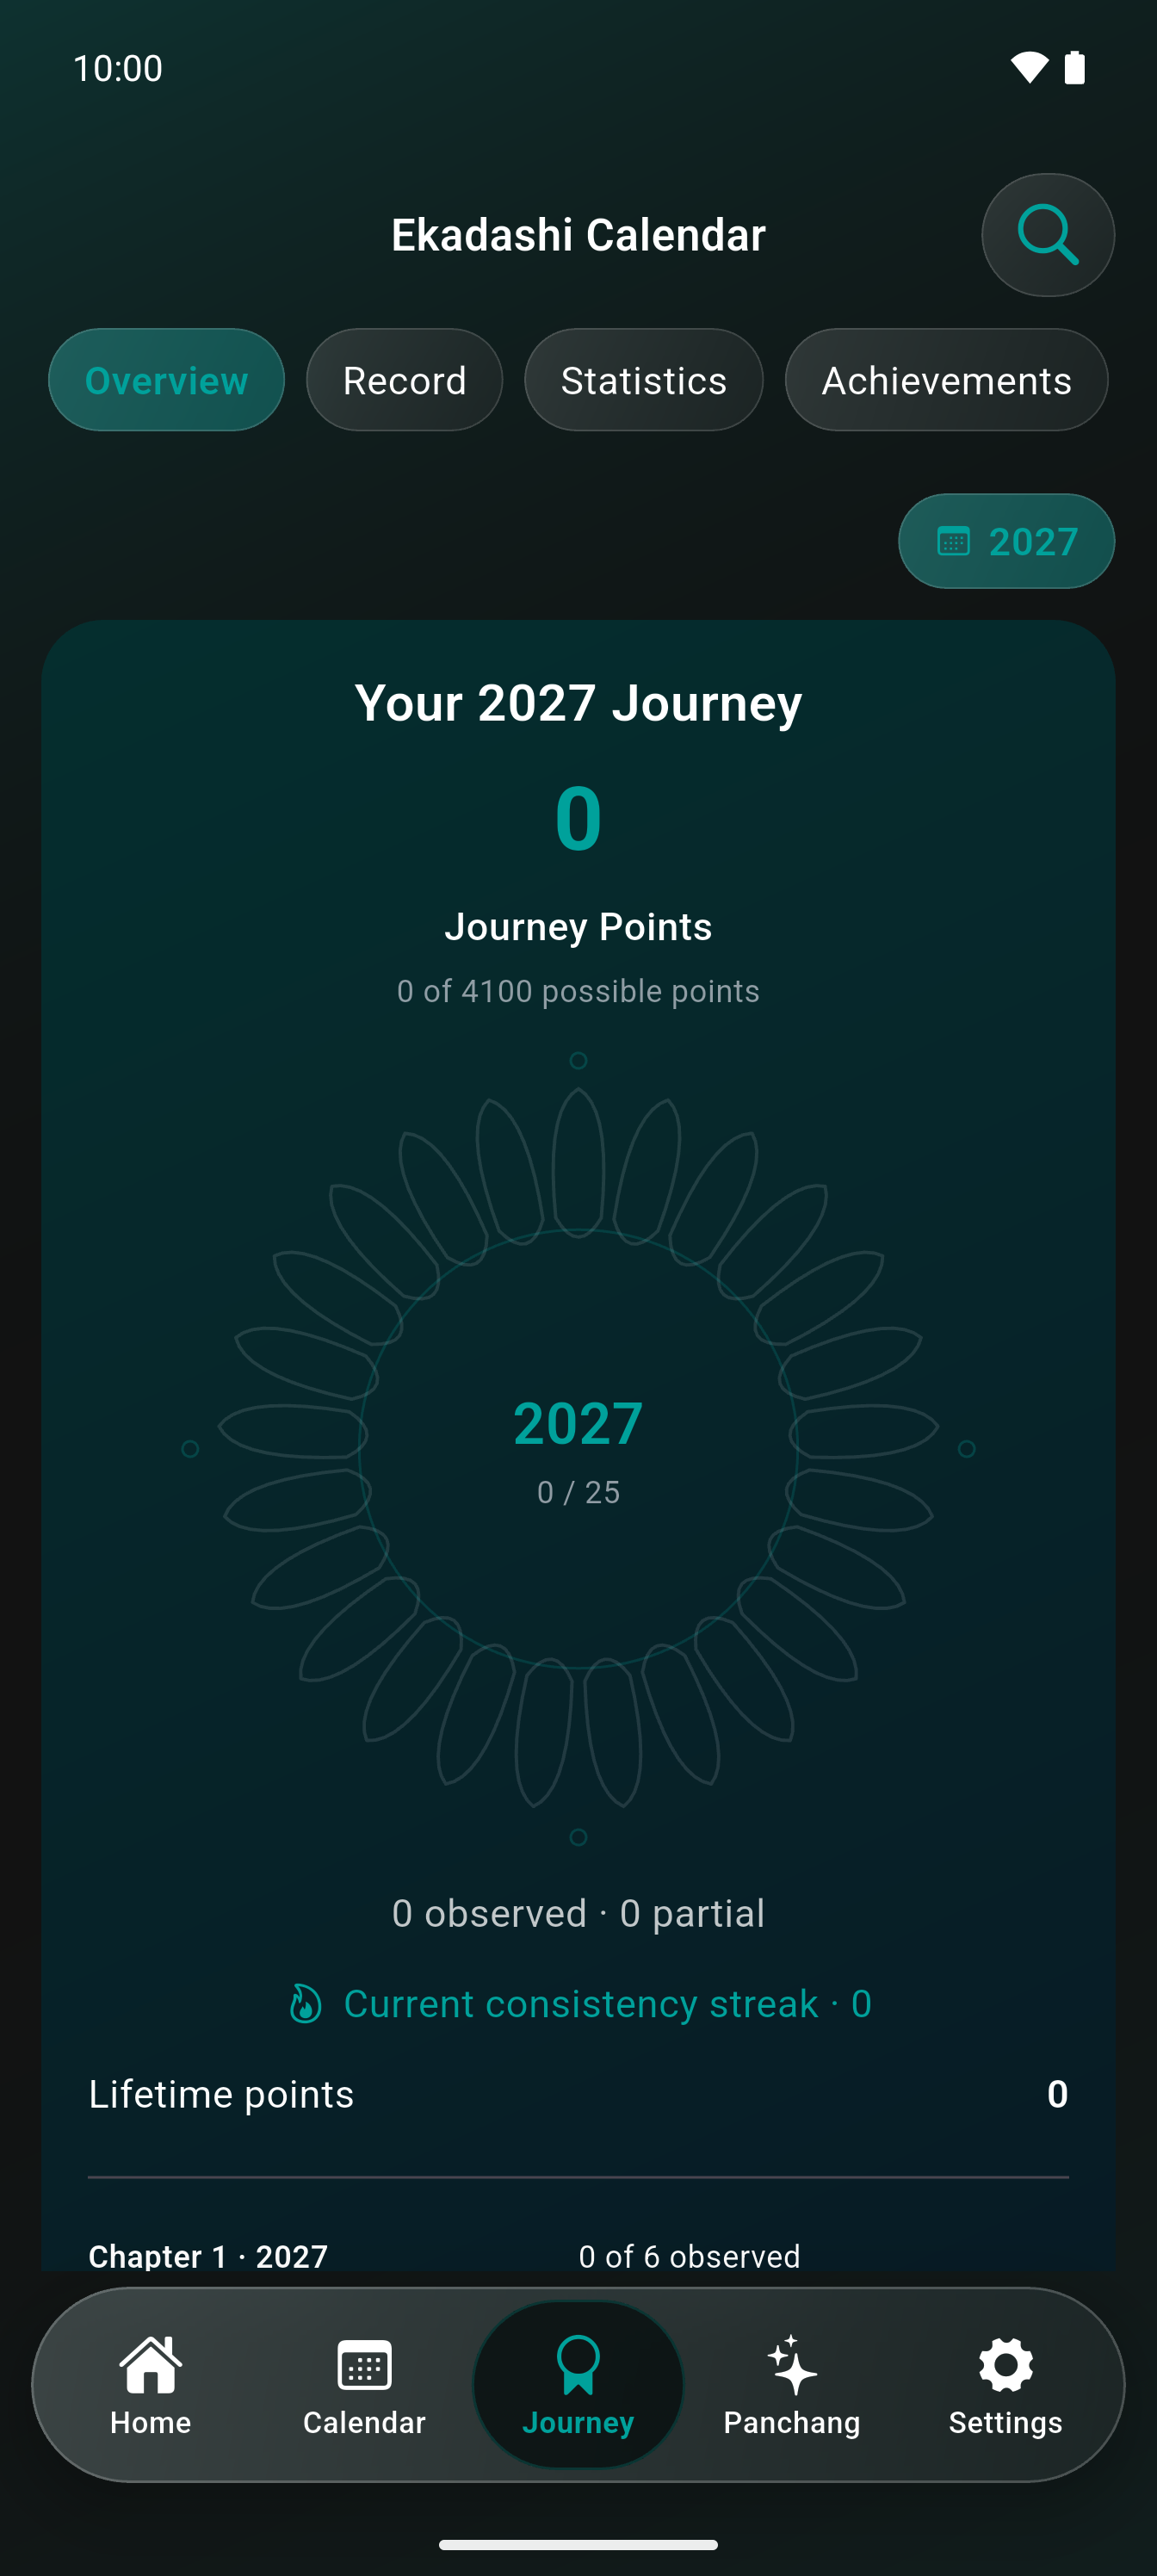 10:00
Ekadashi Calendar
Overview Record Statistics Achievements
2027
Your 2027 Journey
0
Journey Points
0 of 4100 possible points
2027
0 / 25
0 observed · 0 partial
Current consistency streak · 0
Lifetime points 0
Chapter 1 · 2027 0 of 6 observed
Home Calendar Journey Panchang Settings